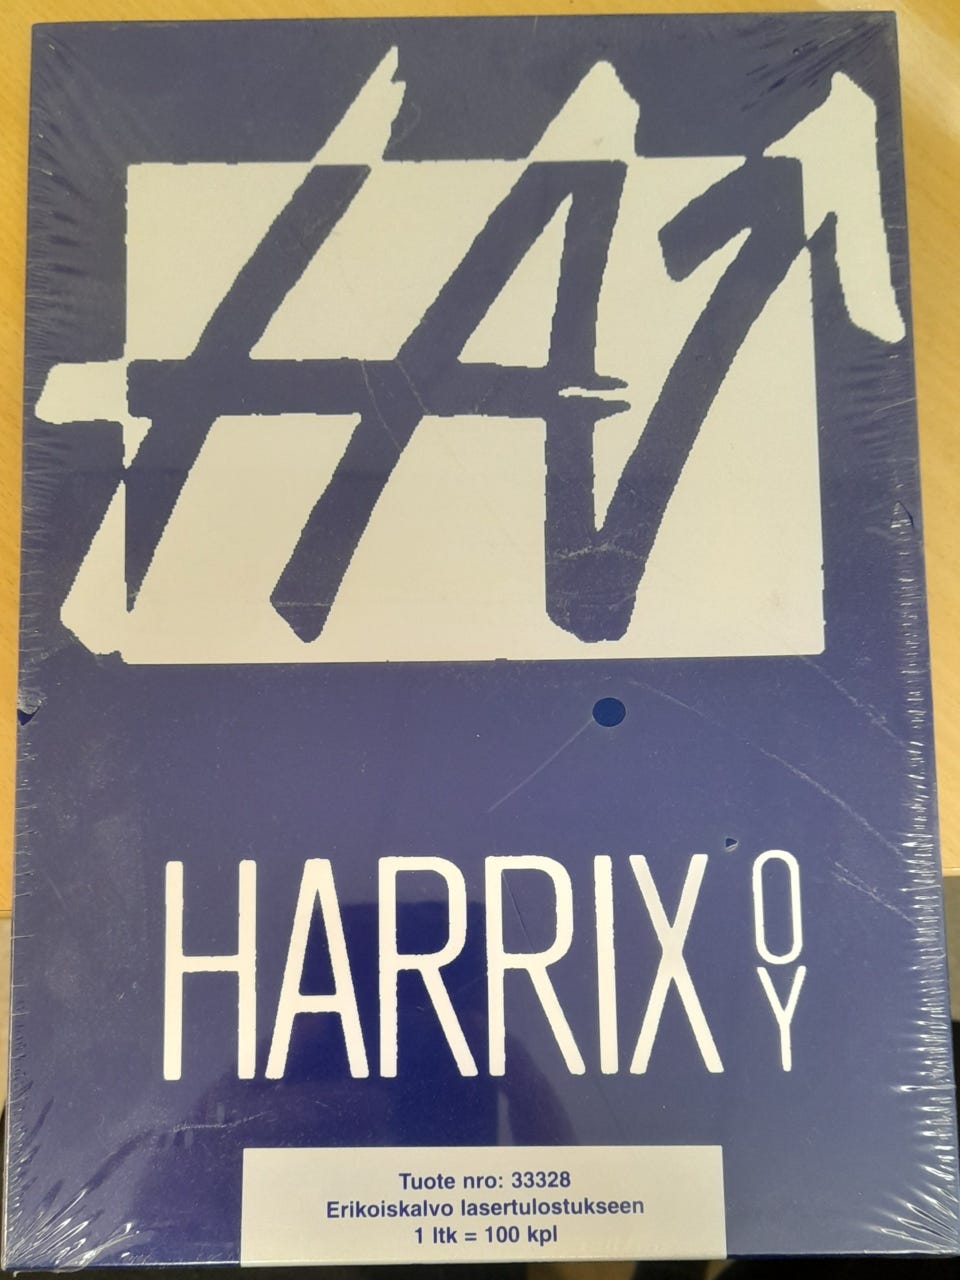 HARRIX OY
Tuote nro: 33328
Erikoiskalvo lasertulostukseen
1 ltk = 100 kpl